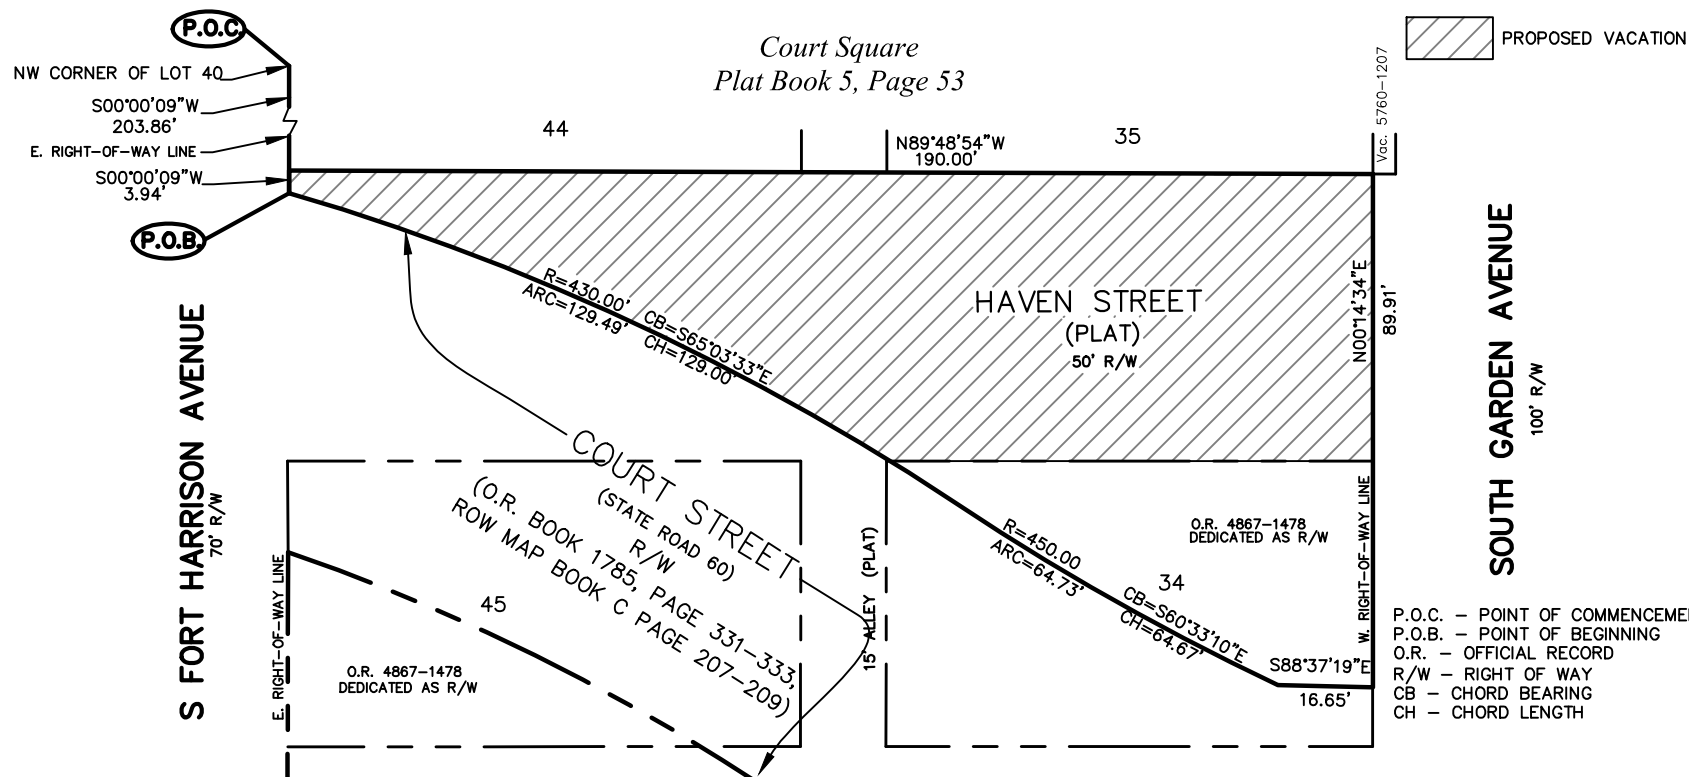 P.O.C.
NW CORNER OF LOT 40
S00°00'09"W
203.86'
E. RIGHT-OF-WAY LINE
S00°00'09"W
3.94'
P.O.B.
Court Square
Plat Book 5, Page 53
44
N89°48'54"W
190.00'
35
Vac. 5760-1207
PROPOSED VACATION
R=430.00'
ARC=129.49'
CB=S65°03'33"E
CH=129.00'
HAVEN STREET
(PLAT)
50' R/W
N00°14'34"E
89.91'
SOUTH GARDEN AVENUE
100' R/W
S FORT HARRISON AVENUE
70' R/W
COURT STREET
(STATE ROAD 60)
R/W
(O.R. BOOK 1785, PAGE 331-333,
ROW MAP BOOK C PAGE 207-209)
E. RIGHT-OF-WAY LINE
45
O.R. 4867-1478
DEDICATED AS R/W
15' ALLEY (PLAT)
R=450.00
ARC=64.73'
CB=S60°33'10"E
CH=64.67'
34
O.R. 4867-1478
DEDICATED AS R/W
W. RIGHT-OF-WAY LINE
S88°37'19"E
16.65'
P.O.C. - POINT OF COMMENCEME
P.O.B. - POINT OF BEGINNING
O.R. - OFFICIAL RECORD
R/W - RIGHT OF WAY
CB - CHORD BEARING
CH - CHORD LENGTH